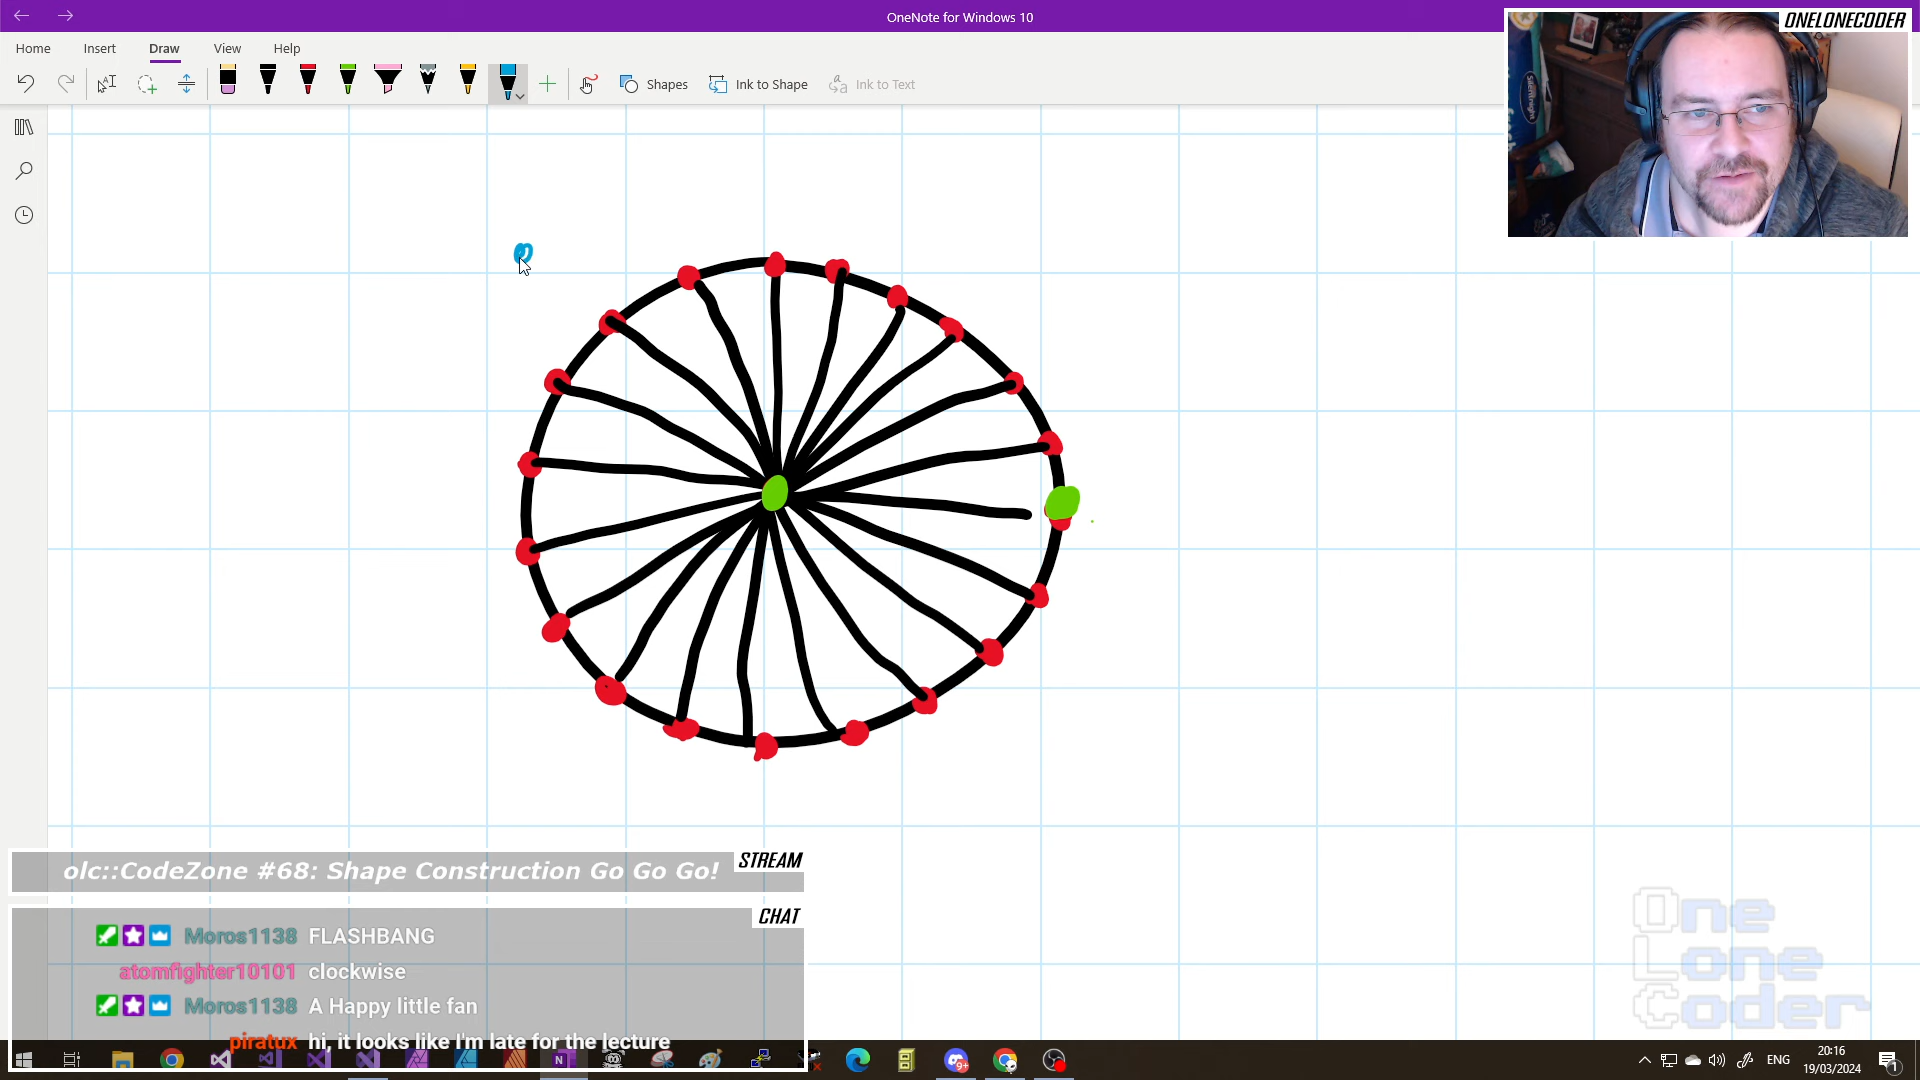 OneNote for Windows 10
ONELONECODER
Home Insert Draw View Help
Shapes Ink to Shape Ink to Text
olc::CodeZone #68: Shape Construction Go Go Go!
STREAM
CHAT
Moros1138 FLASHBANG
atomfighter10101 clockwise
Moros1138 A Happy little fan
piratux hi, it looks like I'm late for the lecture
One
Lone
Coder
9+
ENG
20:16
19/03/2024
1